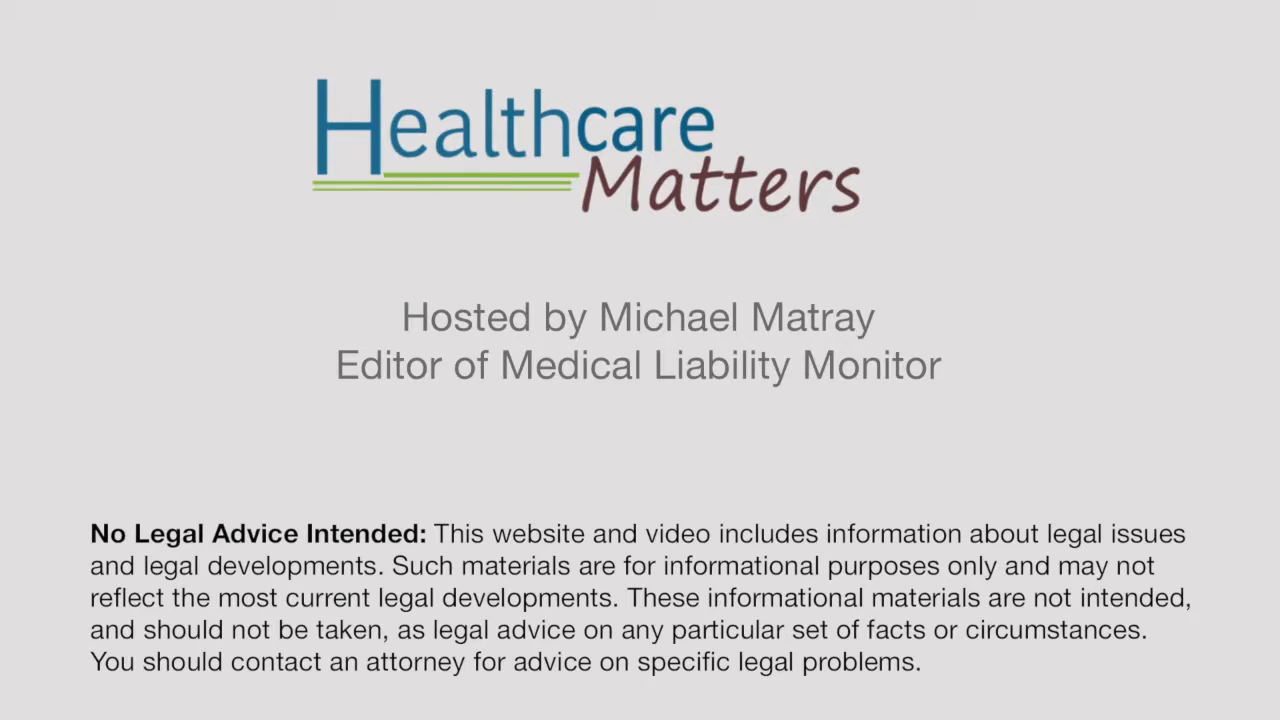 Healthcare
Matters
Hosted by Michael Matray
Editor of Medical Liability Monitor
No Legal Advice Intended: This website and video includes information about legal issues
and legal developments. Such materials are for informational purposes only and may not
reflect the most current legal developments. These informational materials are not intended,
and should not be taken, as legal advice on any particular set of facts or circumstances.
You should contact an attorney for advice on specific legal problems.